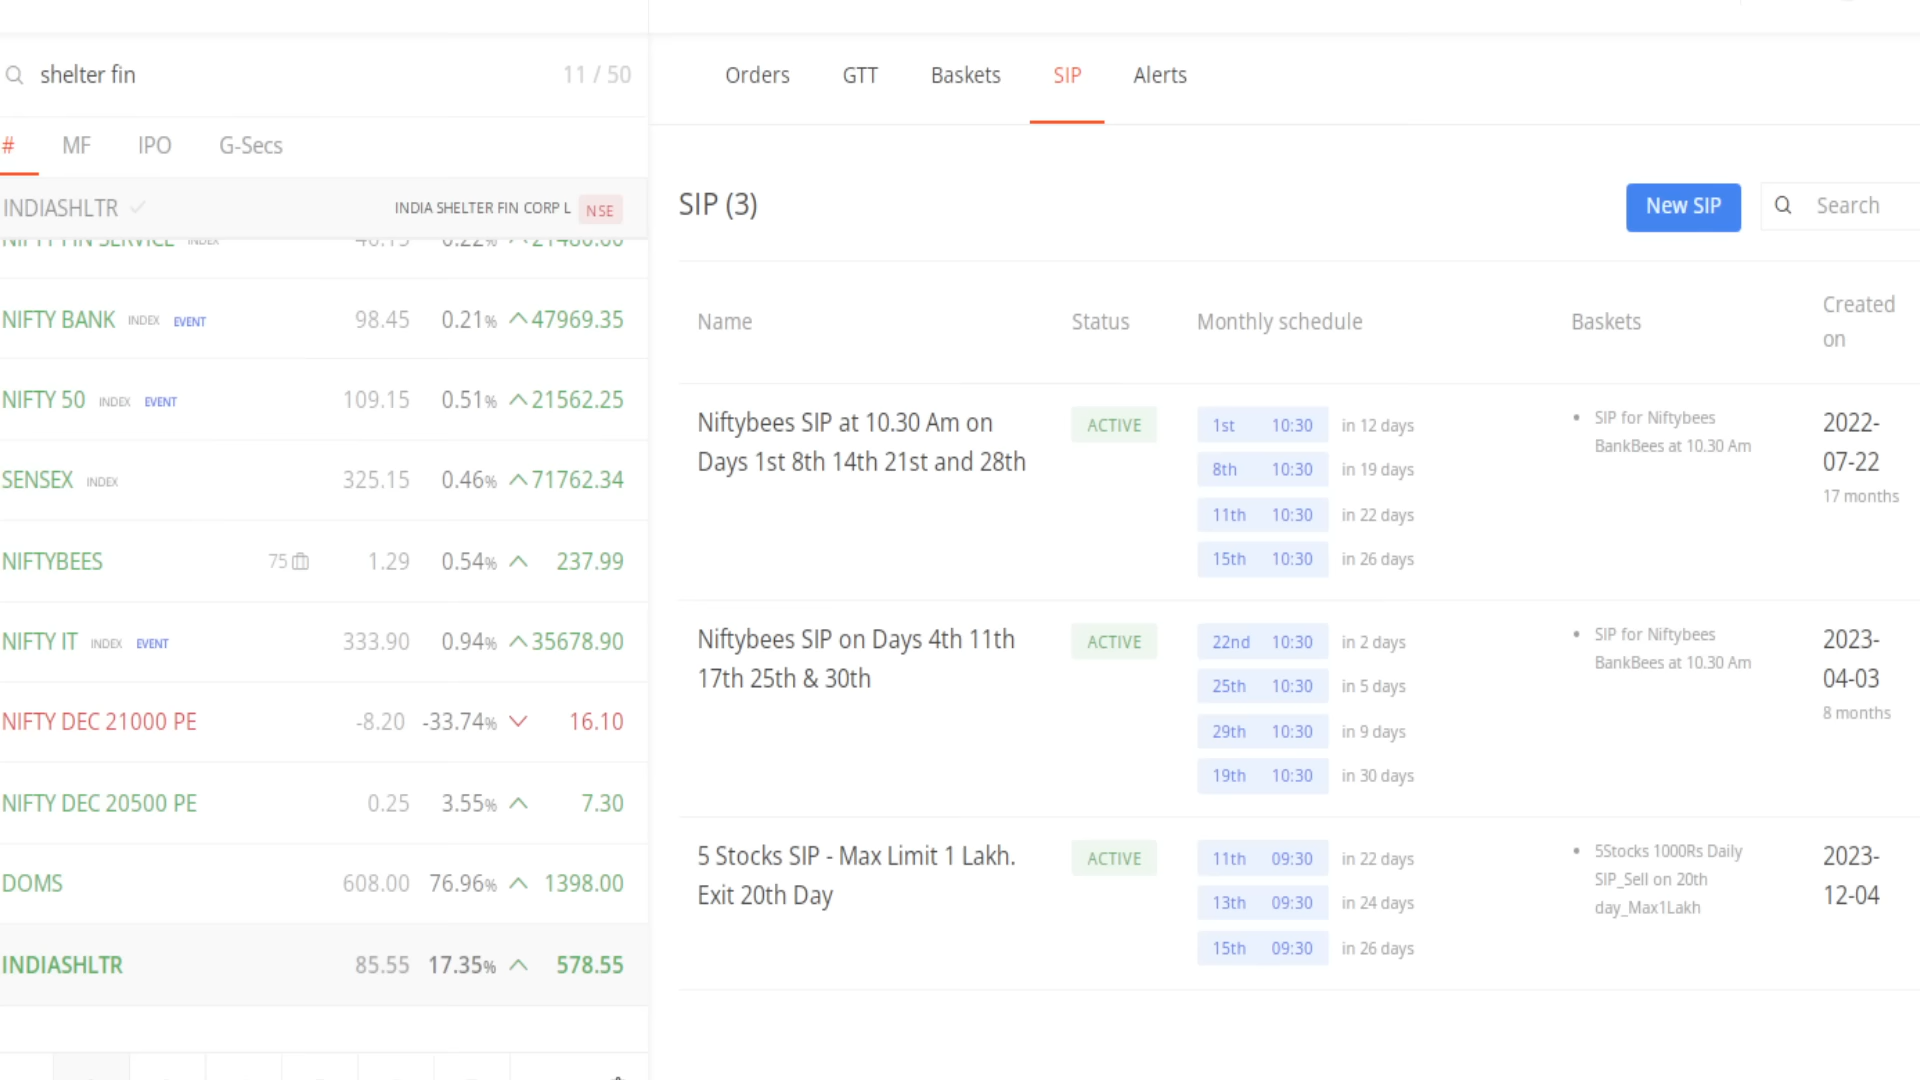 shelter fin 11 / 50
# MF IPO G-Secs
INDIASHLTR INDIA SHELTER FIN CORP L NSE
NIFTY FIN SERVICE INDEX 46.15 0.22% 21480.60
NIFTY BANK INDEX EVENT 98.45 0.21% 47969.35
NIFTY 50 INDEX EVENT 109.15 0.51% 21562.25
SENSEX INDEX 325.15 0.46% 71762.34
NIFTYBEES 75 1.29 0.54% 237.99
NIFTY IT INDEX EVENT 333.90 0.94% 35678.90
NIFTY DEC 21000 PE -8.20 -33.74% 16.10
NIFTY DEC 20500 PE 0.25 3.55% 7.30
DOMS 608.00 76.96% 1398.00
INDIASHLTR 85.55 17.35% 578.55
Orders GTT Baskets SIP Alerts
SIP (3) New SIP Search
Name Status Monthly schedule Baskets Created
on
Niftybees SIP at 10.30 Am on
Days 1st 8th 14th 21st and 28th
ACTIVE
1st 10:30 in 12 days
8th 10:30 in 19 days
11th 10:30 in 22 days
15th 10:30 in 26 days
• SIP for Niftybees
BankBees at 10.30 Am
2022-
07-22
17 months
Niftybees SIP on Days 4th 11th
17th 25th & 30th
ACTIVE
22nd 10:30 in 2 days
25th 10:30 in 5 days
29th 10:30 in 9 days
19th 10:30 in 30 days
• SIP for Niftybees
BankBees at 10.30 Am
2023-
04-03
8 months
5 Stocks SIP - Max Limit 1 Lakh.
Exit 20th Day
ACTIVE
11th 09:30 in 22 days
13th 09:30 in 24 days
15th 09:30 in 26 days
• 5Stocks 1000Rs Daily
SIP_Sell on 20th
day_Max1Lakh
2023-
12-04